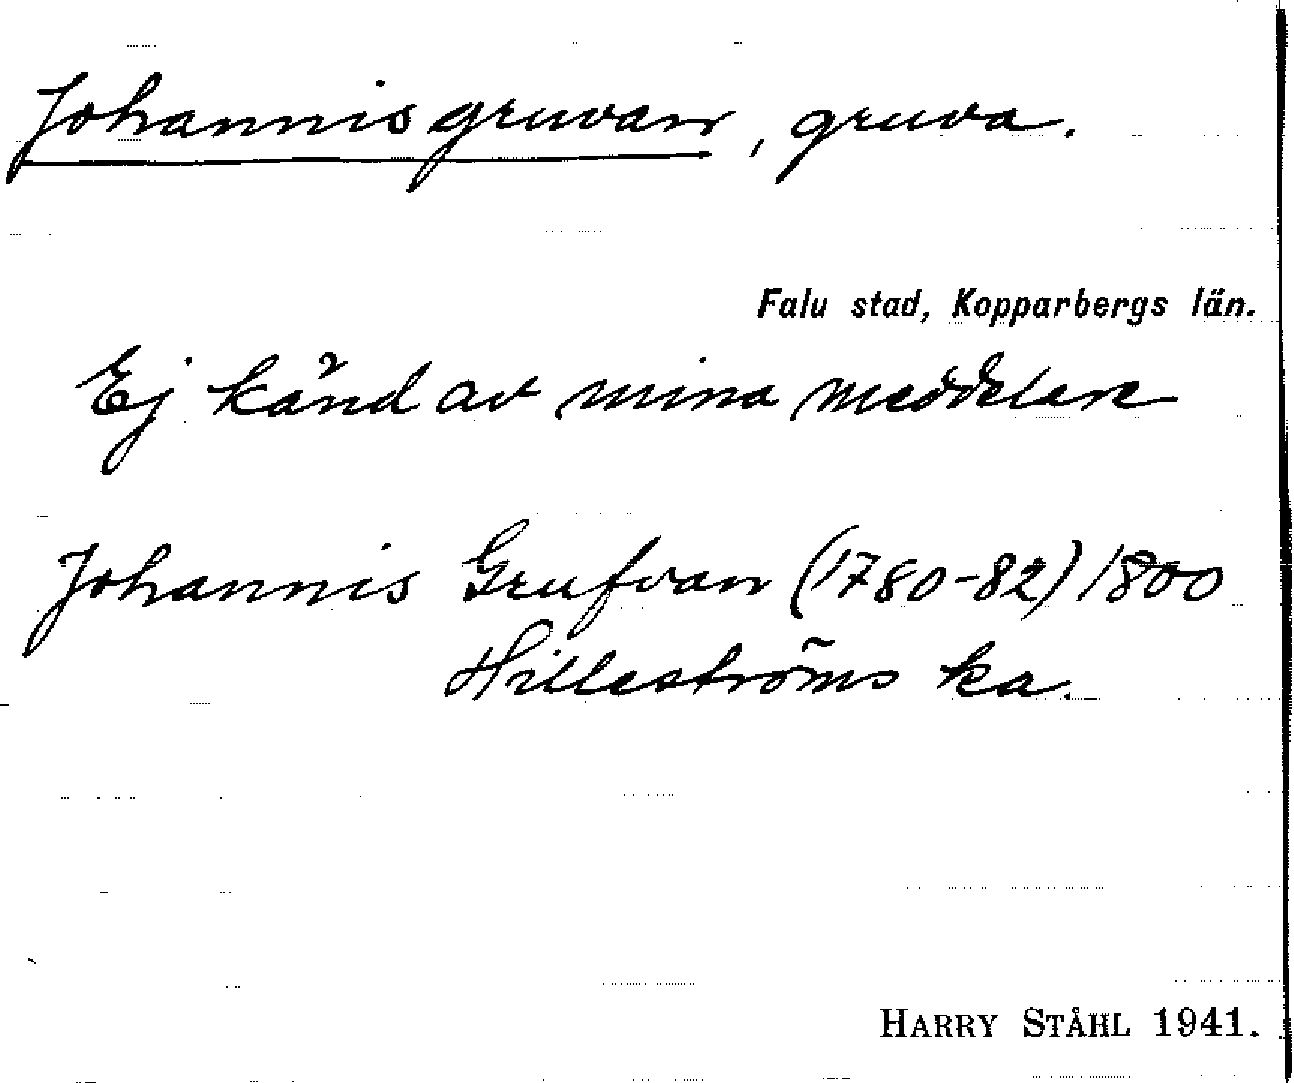 Johannisgruvan, gruva.
Falu stad, Kopparbergs län.
Ej känd av mina meddelare
Johannis Grufvan (1780-82) 1800
Hilleströms ka.
HARRY STÅHL 1941.